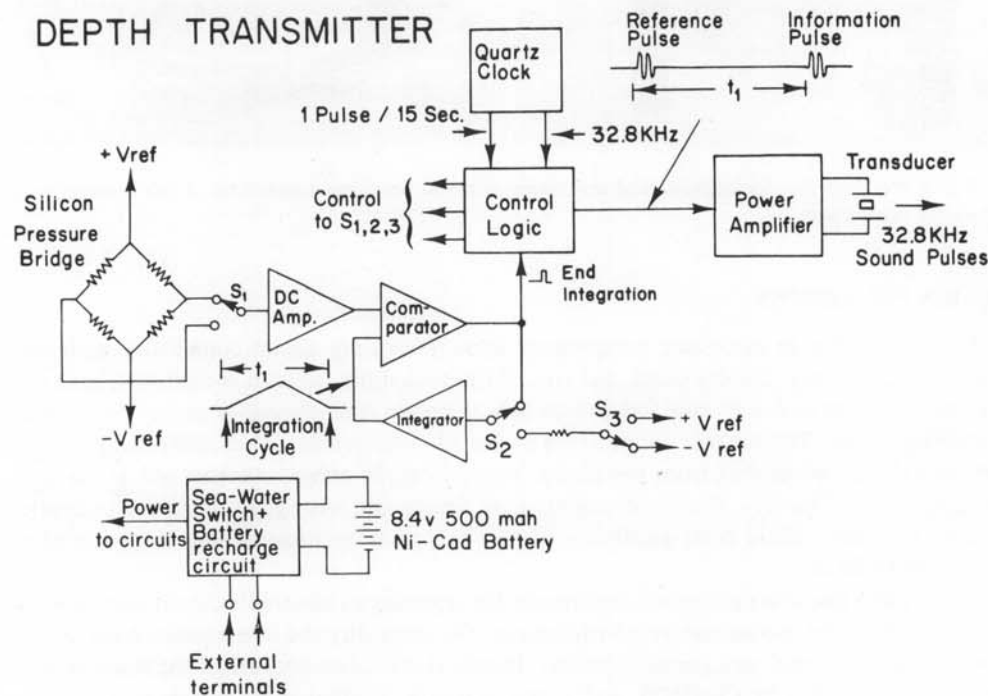 DEPTH TRANSMITTER
Reference
Pulse
Information
Pulse
t₁
Quartz
Clock
1 Pulse / 15 Sec.
32.8KHz
+ Vref
Silicon
Pressure
Bridge
-V ref
Control
to S1,2,3
Control
Logic
Power
Amplifier
Transducer
32.8KHz
Sound Pulses
End
Integration
S₁
DC
Amp.
Com-
parator
t₁
Integration
Cycle
Integrator
S₂
S₃
+ V ref
- V ref
Power
to circuits
Sea-Water
Switch +
Battery
recharge
circuit
8.4v 500 mah
Ni-Cad Battery
External
terminals